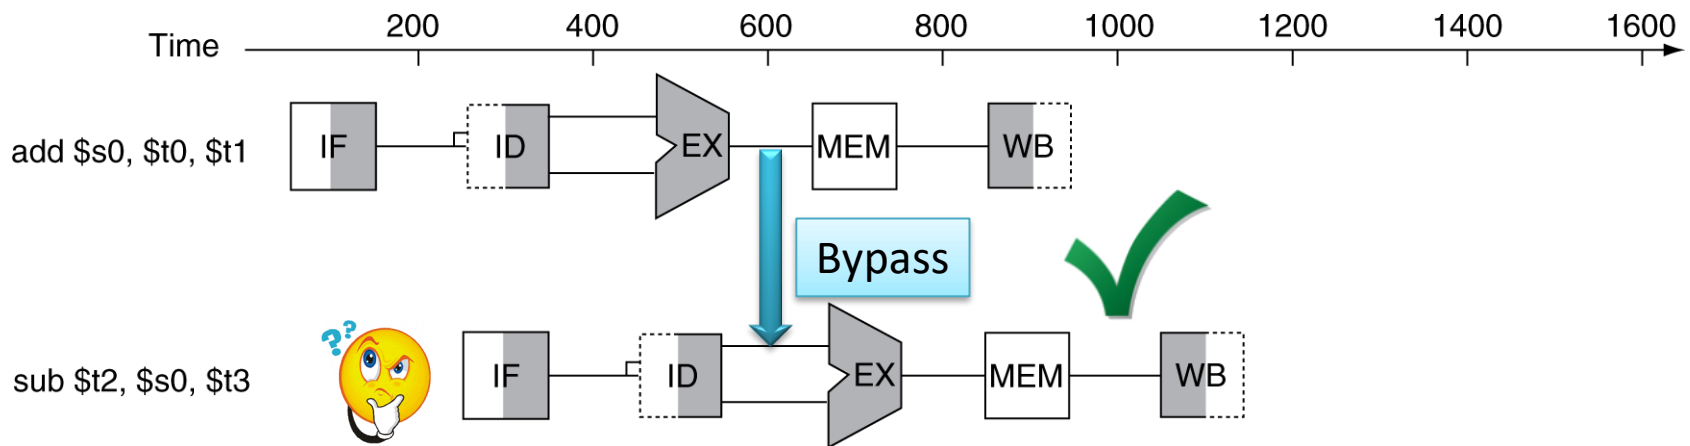 200 400 600 800 1000 1200 1400 1600
Time
add $s0, $t0, $t1 IF ID EX MEM WB
Bypass
??
sub $t2, $s0, $t3 IF ID EX MEM WB